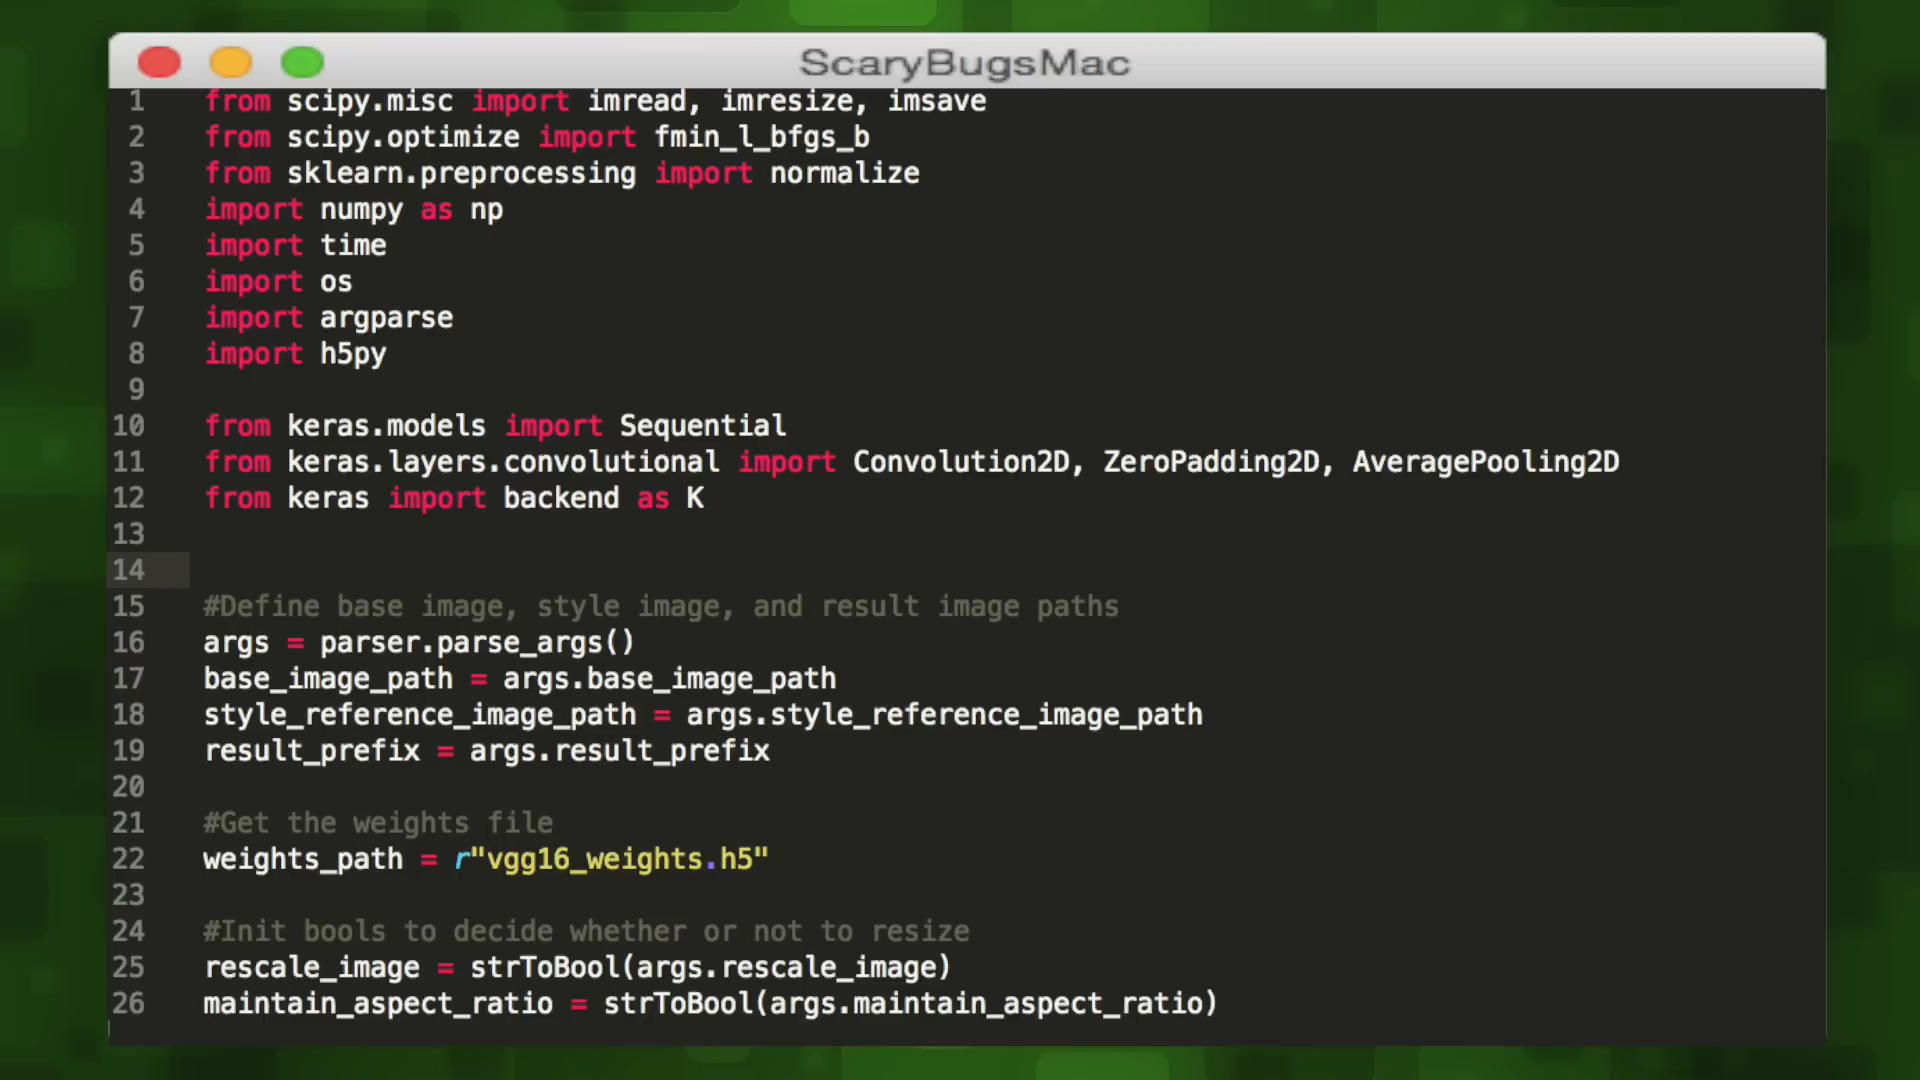 ScaryBugsMac
1 from scipy.misc import imread, imresize, imsave
2 from scipy.optimize import fmin_l_bfgs_b
3 from sklearn.preprocessing import normalize
4 import numpy as np
5 import time
6 import os
7 import argparse
8 import h5py
9
10 from keras.models import Sequential
11 from keras.layers.convolutional import Convolution2D, ZeroPadding2D, AveragePooling2D
12 from keras import backend as K
13
14
15 #Define base image, style image, and result image paths
16 args = parser.parse_args()
17 base_image_path = args.base_image_path
18 style_reference_image_path = args.style_reference_image_path
19 result_prefix = args.result_prefix
20
21 #Get the weights file
22 weights_path = r"vgg16_weights.h5"
23
24 #Init bools to decide whether or not to resize
25 rescale_image = strToBool(args.rescale_image)
26 maintain_aspect_ratio = strToBool(args.maintain_aspect_ratio)